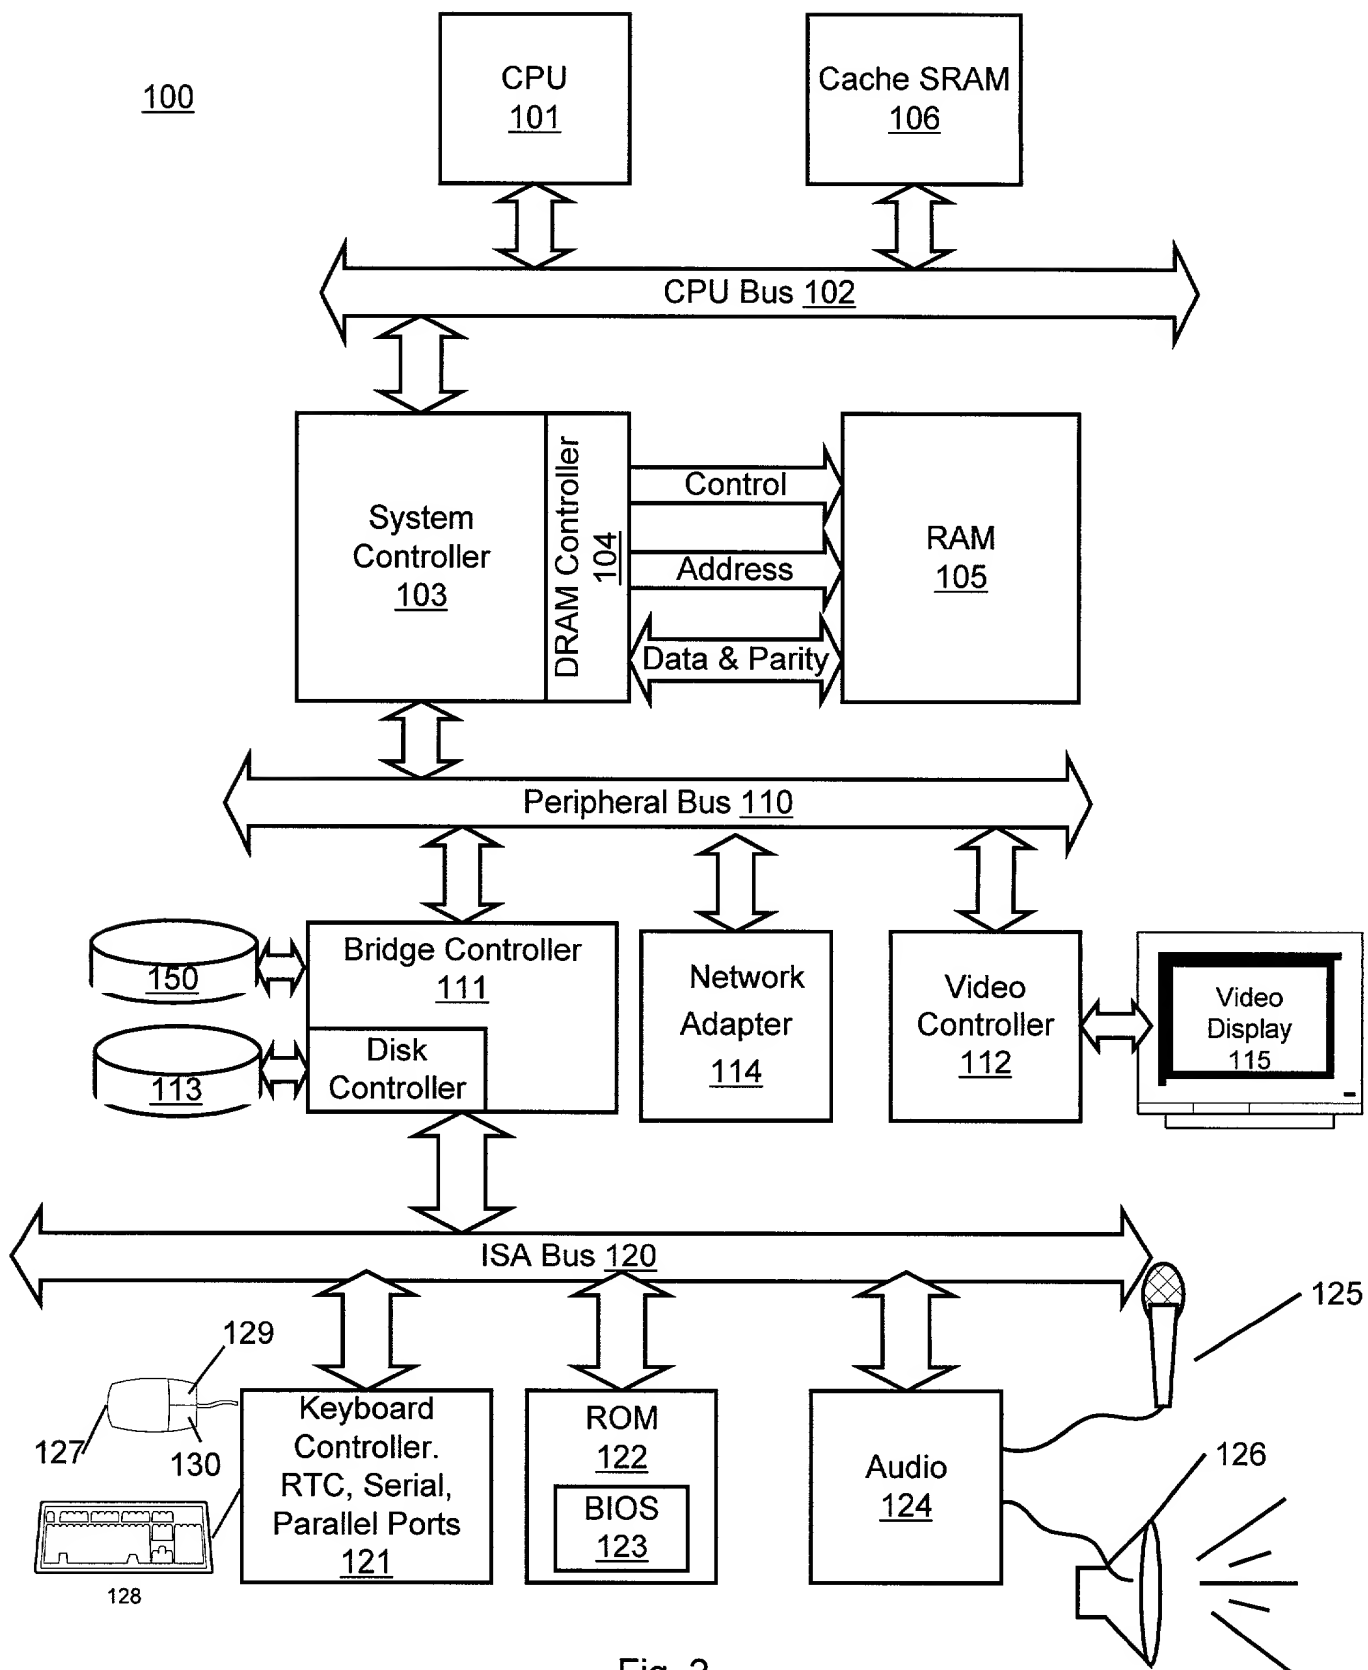 100
CPU
101
Cache SRAM
106
CPU Bus 102
System
Controller
103
DRAM Controller
104
Control
Address
Data & Parity
RAM
105
Peripheral Bus 110
150
113
Bridge Controller
111
Disk
Controller
Network
Adapter
114
Video
Controller
112
Video
Display
115
ISA Bus 120
125
129
127
130
128
Keyboard
Controller.
RTC, Serial,
Parallel Ports
121
ROM
122
BIOS
123
Audio
124
126
Fig. 2